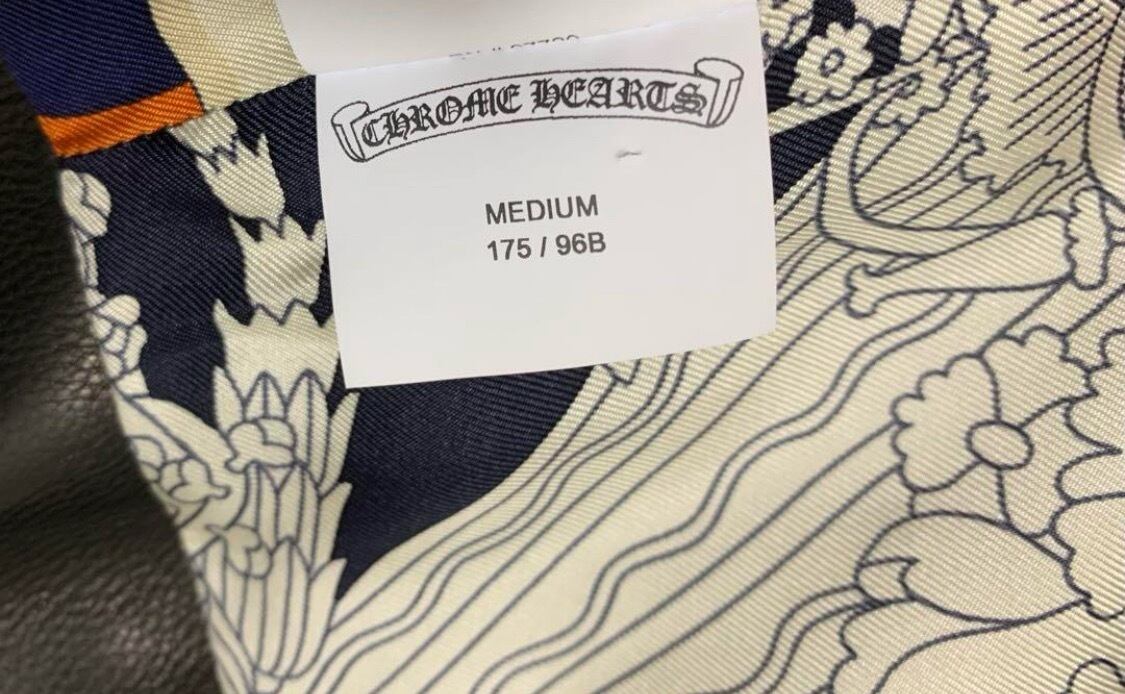 CHROME HEARTS
MEDIUM
175 / 96B